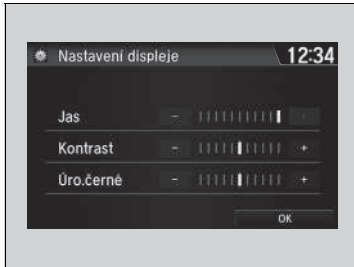 Nastavení displeje 12:34
Jas - +
Kontrast - +
Úro.černé - +
OK